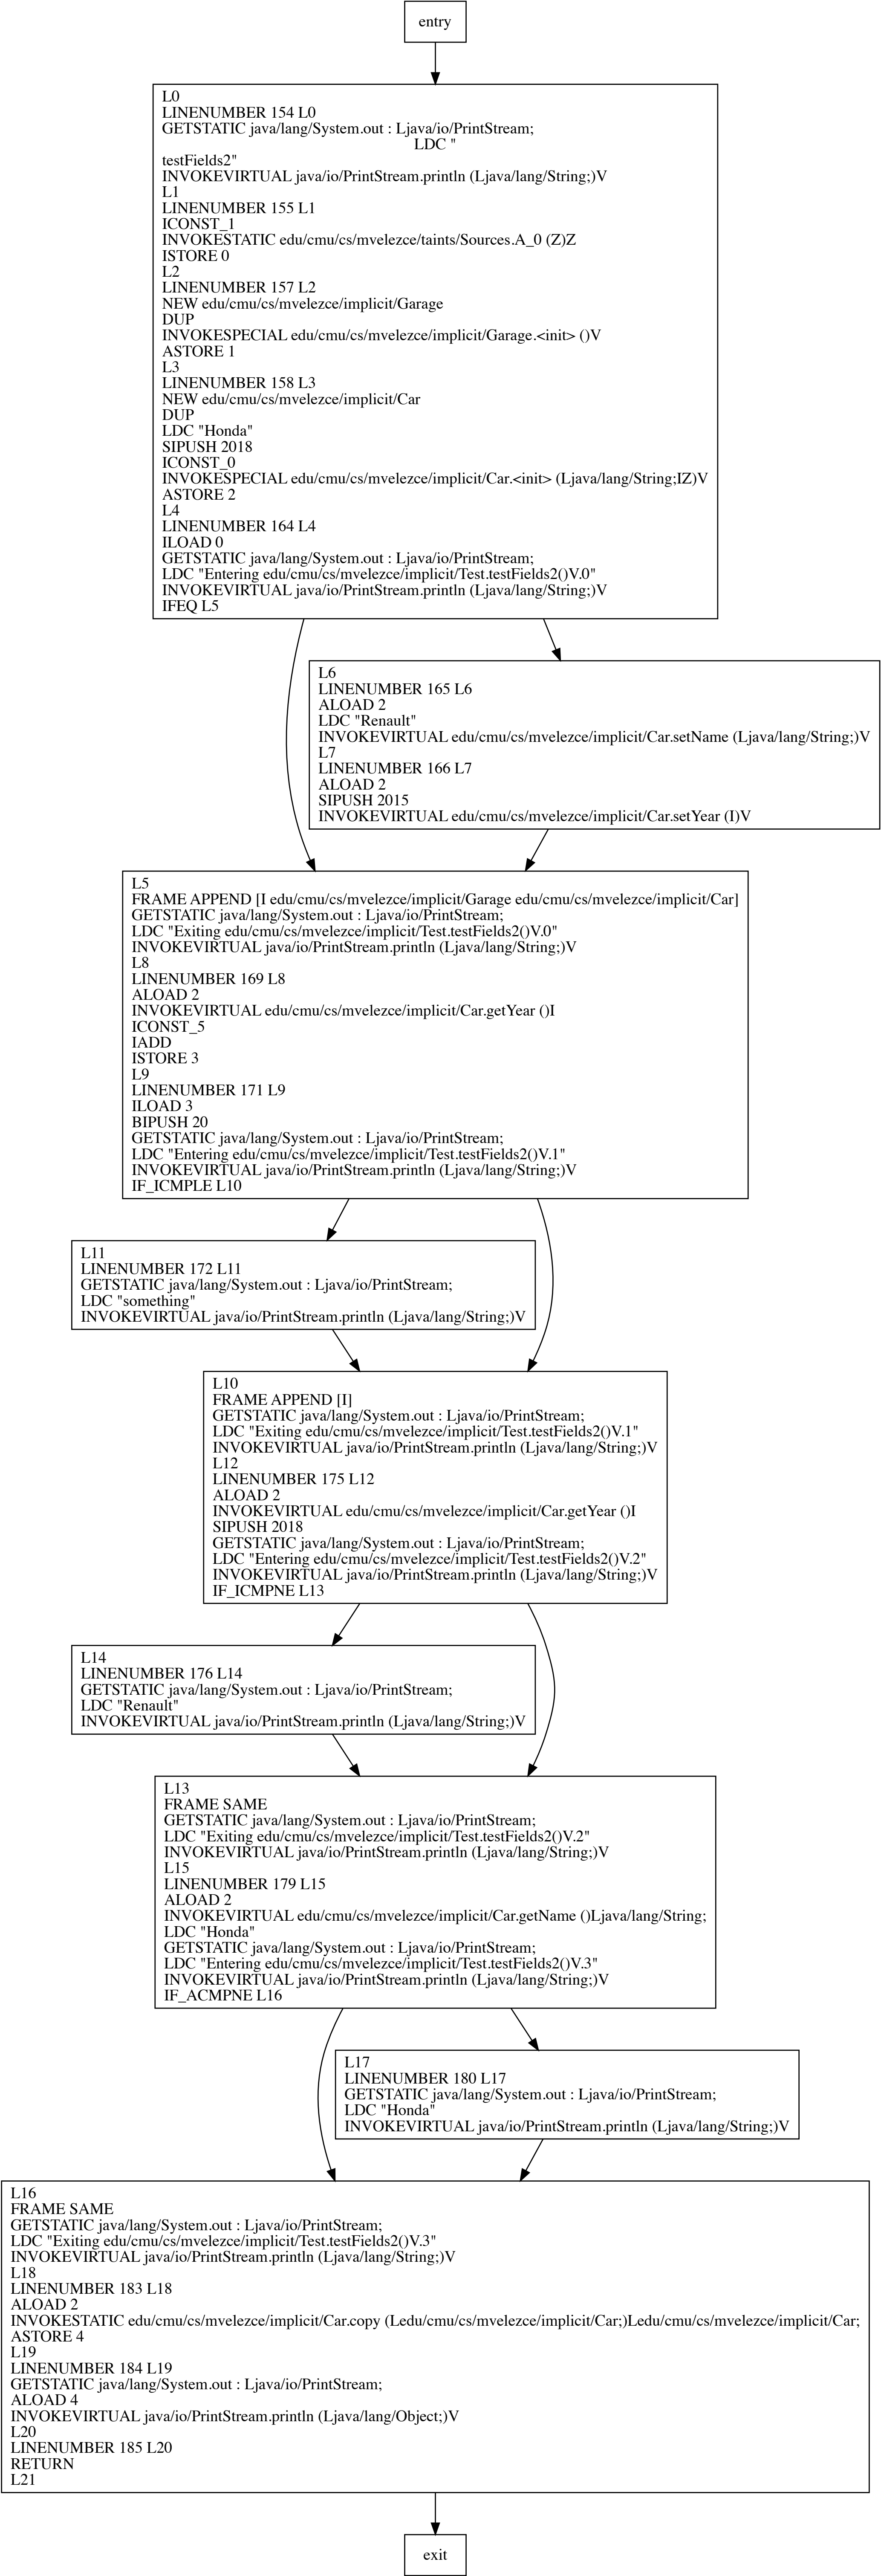 entry
L0
LINENUMBER 154 L0
GETSTATIC java/lang/System.out : Ljava/io/PrintStream;
LDC "
testFields2"
INVOKEVIRTUAL java/io/PrintStream.println (Ljava/lang/String;)V
L1
LINENUMBER 155 L1
ICONST_1
INVOKESTATIC edu/cmu/cs/mvelezce/taints/Sources.A_0 (Z)Z
ISTORE 0
L2
LINENUMBER 157 L2
NEW edu/cmu/cs/mvelezce/implicit/Garage
DUP
INVOKESPECIAL edu/cmu/cs/mvelezce/implicit/Garage.<init> ()V
ASTORE 1
L3
LINENUMBER 158 L3
NEW edu/cmu/cs/mvelezce/implicit/Car
DUP
LDC "Honda"
SIPUSH 2018
ICONST_0
INVOKESPECIAL edu/cmu/cs/mvelezce/implicit/Car.<init> (Ljava/lang/String;IZ)V
ASTORE 2
L4
LINENUMBER 164 L4
ILOAD 0
GETSTATIC java/lang/System.out : Ljava/io/PrintStream;
LDC "Entering edu/cmu/cs/mvelezce/implicit/Test.testFields2()V.0"
INVOKEVIRTUAL java/io/PrintStream.println (Ljava/lang/String;)V
IFEQ L5
L6
LINENUMBER 165 L6
ALOAD 2
LDC "Renault"
INVOKEVIRTUAL edu/cmu/cs/mvelezce/implicit/Car.setName (Ljava/lang/String;)V
L7
LINENUMBER 166 L7
ALOAD 2
SIPUSH 2015
INVOKEVIRTUAL edu/cmu/cs/mvelezce/implicit/Car.setYear (I)V
L5
FRAME APPEND [I edu/cmu/cs/mvelezce/implicit/Garage edu/cmu/cs/mvelezce/implicit/Car]
GETSTATIC java/lang/System.out : Ljava/io/PrintStream;
LDC "Exiting edu/cmu/cs/mvelezce/implicit/Test.testFields2()V.0"
INVOKEVIRTUAL java/io/PrintStream.println (Ljava/lang/String;)V
L8
LINENUMBER 169 L8
ALOAD 2
INVOKEVIRTUAL edu/cmu/cs/mvelezce/implicit/Car.getYear ()I
ICONST_5
IADD
ISTORE 3
L9
LINENUMBER 171 L9
ILOAD 3
BIPUSH 20
GETSTATIC java/lang/System.out : Ljava/io/PrintStream;
LDC "Entering edu/cmu/cs/mvelezce/implicit/Test.testFields2()V.1"
INVOKEVIRTUAL java/io/PrintStream.println (Ljava/lang/String;)V
IF_ICMPLE L10
L11
LINENUMBER 172 L11
GETSTATIC java/lang/System.out : Ljava/io/PrintStream;
LDC "something"
INVOKEVIRTUAL java/io/PrintStream.println (Ljava/lang/String;)V
L10
FRAME APPEND [I]
GETSTATIC java/lang/System.out : Ljava/io/PrintStream;
LDC "Exiting edu/cmu/cs/mvelezce/implicit/Test.testFields2()V.1"
INVOKEVIRTUAL java/io/PrintStream.println (Ljava/lang/String;)V
L12
LINENUMBER 175 L12
ALOAD 2
INVOKEVIRTUAL edu/cmu/cs/mvelezce/implicit/Car.getYear ()I
SIPUSH 2018
GETSTATIC java/lang/System.out : Ljava/io/PrintStream;
LDC "Entering edu/cmu/cs/mvelezce/implicit/Test.testFields2()V.2"
INVOKEVIRTUAL java/io/PrintStream.println (Ljava/lang/String;)V
IF_ICMPNE L13
L14
LINENUMBER 176 L14
GETSTATIC java/lang/System.out : Ljava/io/PrintStream;
LDC "Renault"
INVOKEVIRTUAL java/io/PrintStream.println (Ljava/lang/String;)V
L13
FRAME SAME
GETSTATIC java/lang/System.out : Ljava/io/PrintStream;
LDC "Exiting edu/cmu/cs/mvelezce/implicit/Test.testFields2()V.2"
INVOKEVIRTUAL java/io/PrintStream.println (Ljava/lang/String;)V
L15
LINENUMBER 179 L15
ALOAD 2
INVOKEVIRTUAL edu/cmu/cs/mvelezce/implicit/Car.getName ()Ljava/lang/String;
LDC "Honda"
GETSTATIC java/lang/System.out : Ljava/io/PrintStream;
LDC "Entering edu/cmu/cs/mvelezce/implicit/Test.testFields2()V.3"
INVOKEVIRTUAL java/io/PrintStream.println (Ljava/lang/String;)V
IF_ACMPNE L16
L17
LINENUMBER 180 L17
GETSTATIC java/lang/System.out : Ljava/io/PrintStream;
LDC "Honda"
INVOKEVIRTUAL java/io/PrintStream.println (Ljava/lang/String;)V
L16
FRAME SAME
GETSTATIC java/lang/System.out : Ljava/io/PrintStream;
LDC "Exiting edu/cmu/cs/mvelezce/implicit/Test.testFields2()V.3"
INVOKEVIRTUAL java/io/PrintStream.println (Ljava/lang/String;)V
L18
LINENUMBER 183 L18
ALOAD 2
INVOKESTATIC edu/cmu/cs/mvelezce/implicit/Car.copy (Ledu/cmu/cs/mvelezce/implicit/Car;)Ledu/cmu/cs/mvelezce/implicit/Car;
ASTORE 4
L19
LINENUMBER 184 L19
GETSTATIC java/lang/System.out : Ljava/io/PrintStream;
ALOAD 4
INVOKEVIRTUAL java/io/PrintStream.println (Ljava/lang/Object;)V
L20
LINENUMBER 185 L20
RETURN
L21
exit